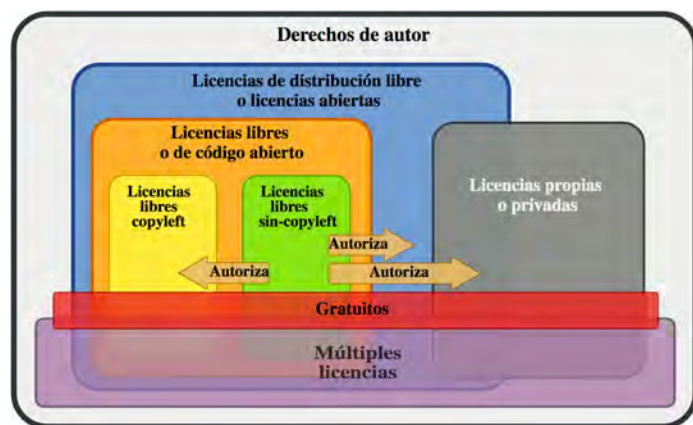 Derechos de autor
Licencias de distribución libre
o licencias abiertas
Licencias libres
o de código abierto
Licencias
libres
copyleft
Licencias
libres
sin-copyleft
Licencias propias
o privadas
Autoriza
Autoriza
Autoriza
Gratuitos
Múltiples
licencias